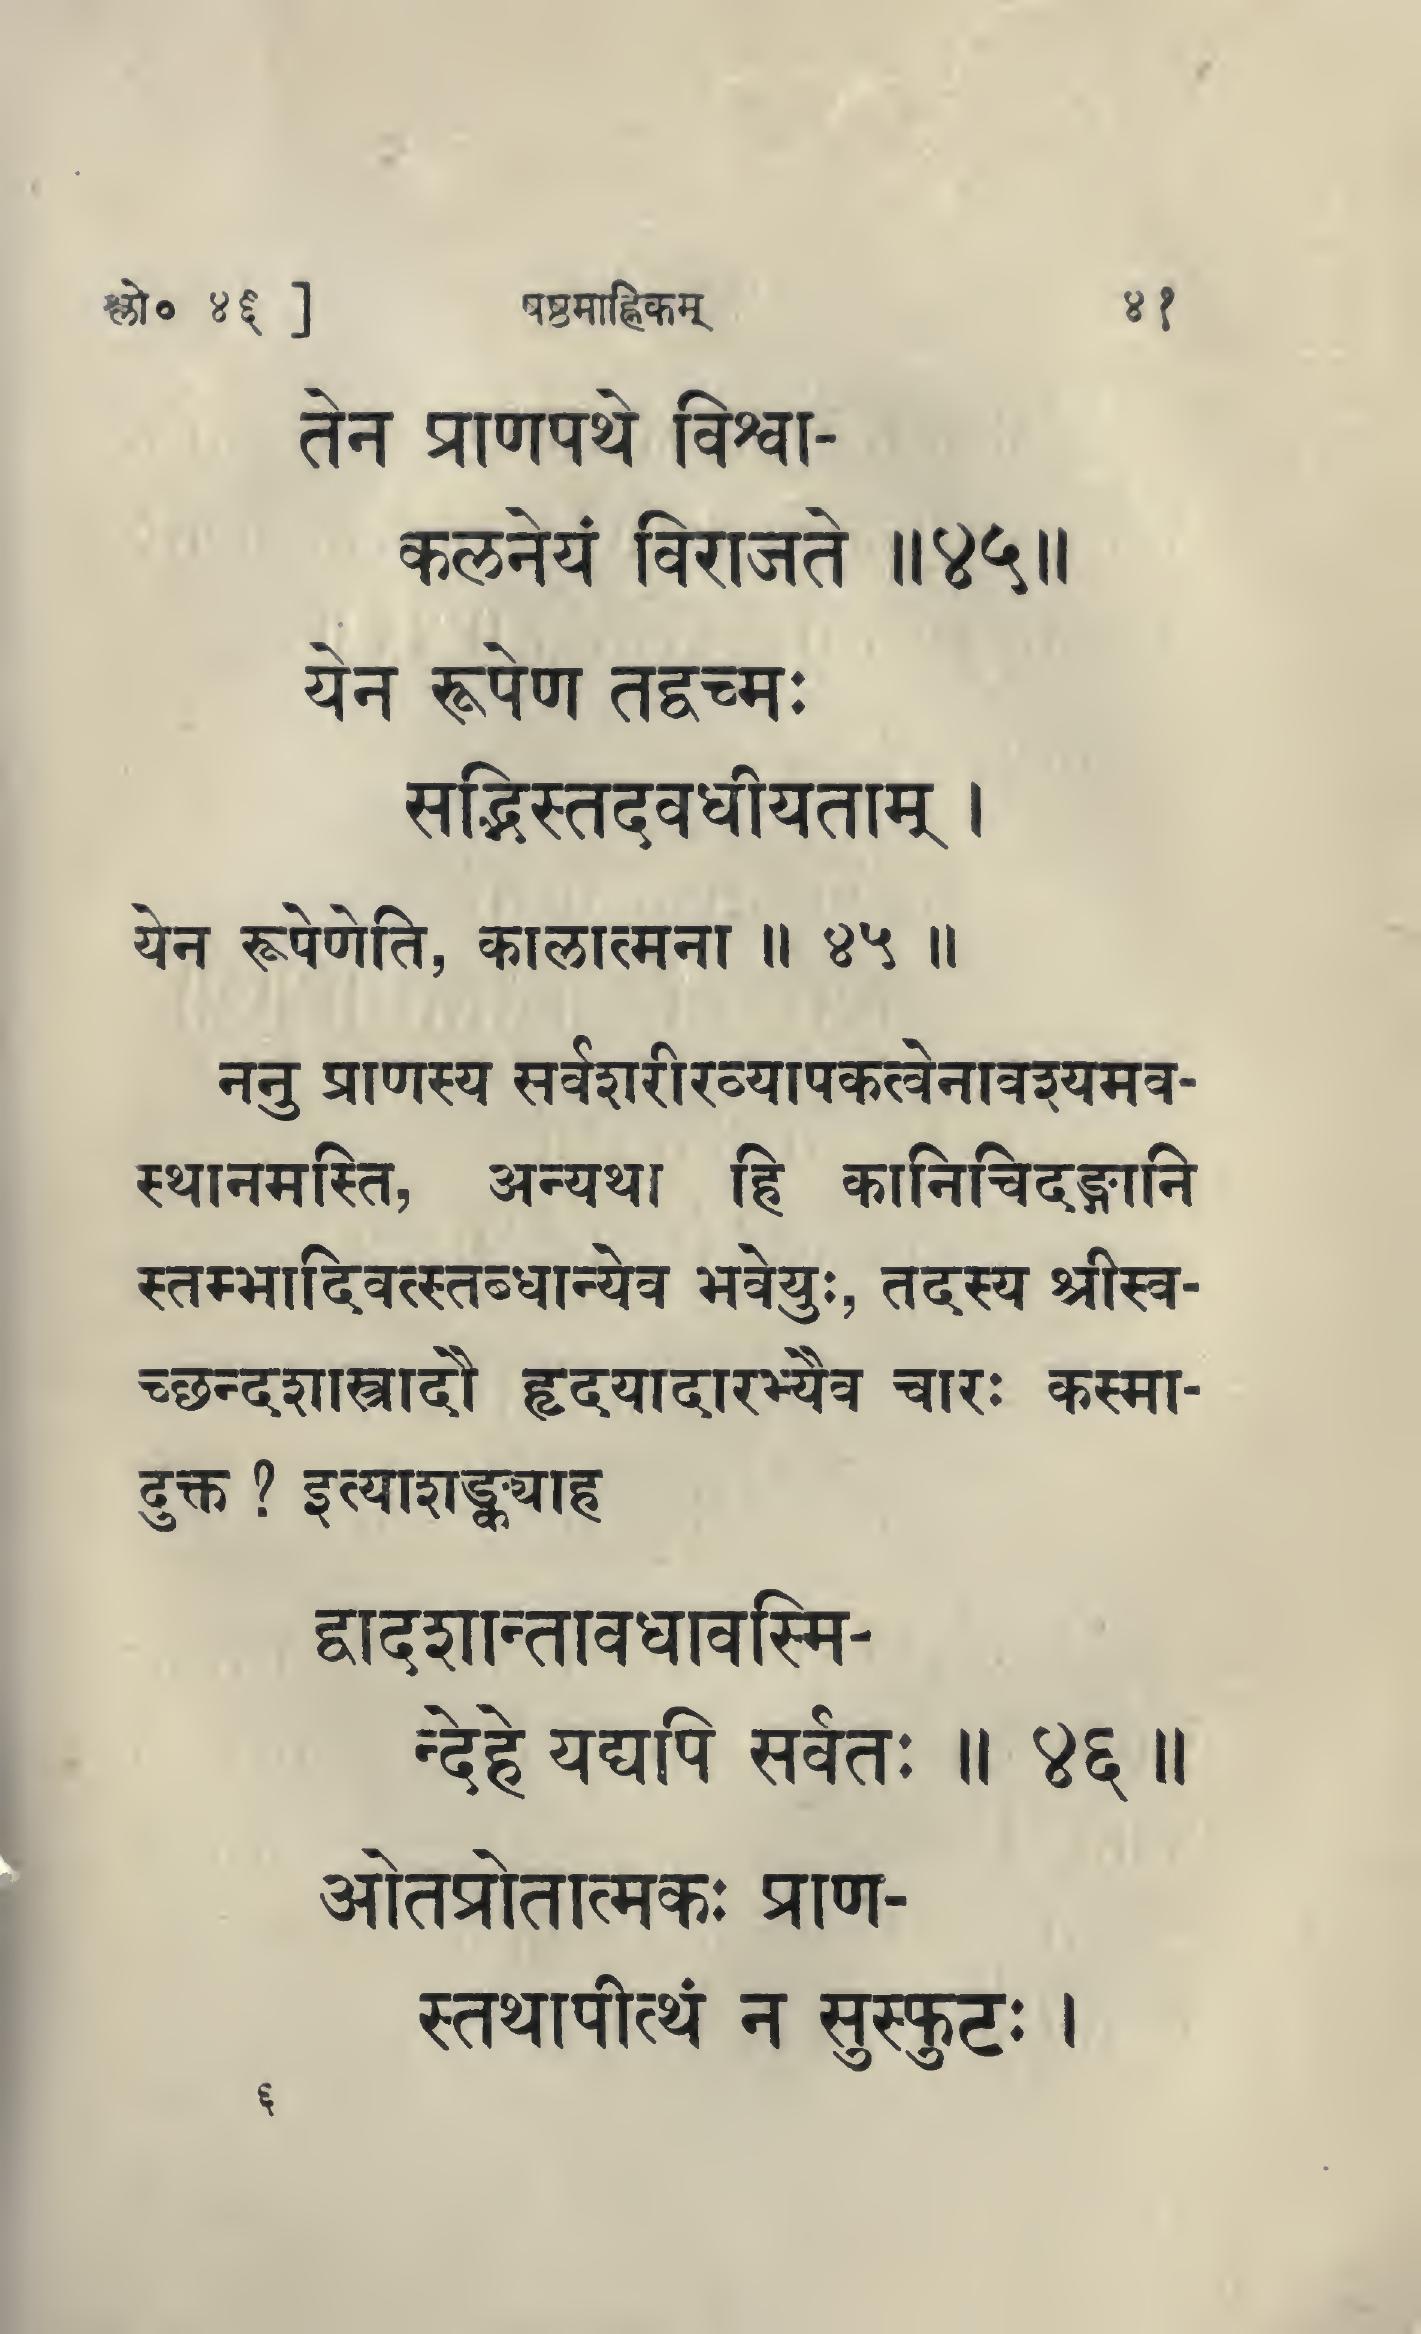 श्लो० ४६ ] षष्ठमाह्निकम् ४१
तेन प्राणपथे विश्वा-
कलनेयं विराजते ॥४५॥
येन रूपेण तद्वच्मः
सद्भिस्तदवधीयताम् ।
येन रूपेणेति, कालात्मना ॥ ४५ ॥
ननु प्राणस्य सर्वशरीरव्यापकत्वेनावश्यमव-
स्थानमस्ति, अन्यथा हि कानिचिदङ्गानि
स्तम्भादिवत्स्तब्धान्येव भवेयुः, तदस्य श्रीस्व-
च्छन्दशास्त्रादौ हृदयादारभ्यैव चारः कस्मा-
दुक्त ? इत्याशङ्क्याह
द्वादशान्तावधावस्मि-
न्देहे यद्यपि सर्वतः ॥ ४६ ॥
ओतप्रोतात्मकः प्राण-
स्तथापीत्थं न सुस्फुटः ।
६